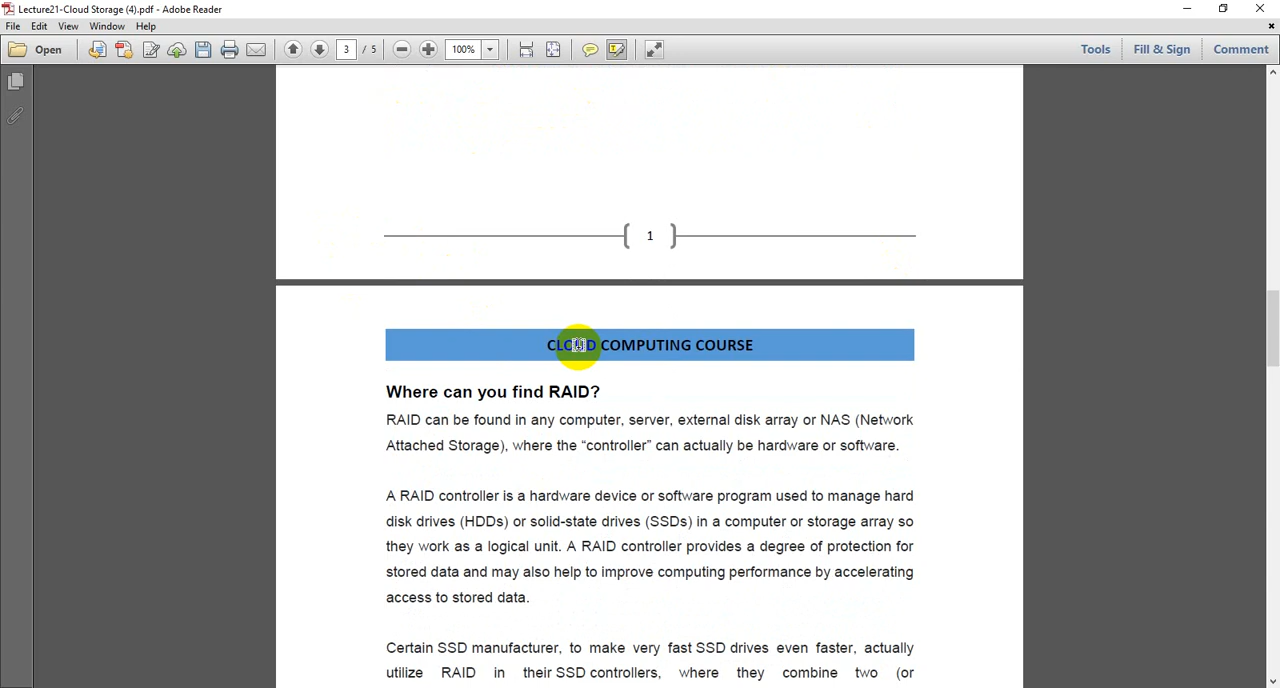 Lecture21-Cloud Storage (4).pdf - Adobe Reader
File Edit View Window Help
Open 3 / 5 100% Tools Fill & Sign Comment
1
CLOUD COMPUTING COURSE
Where can you find RAID?
RAID can be found in any computer, server, external disk array or NAS (Network
Attached Storage), where the “controller” can actually be hardware or software.
A RAID controller is a hardware device or software program used to manage hard
disk drives (HDDs) or solid-state drives (SSDs) in a computer or storage array so
they work as a logical unit. A RAID controller provides a degree of protection for
stored data and may also help to improve computing performance by accelerating
access to stored data.
Certain SSD manufacturer, to make very fast SSD drives even faster, actually
utilize RAID in their SSD controllers, where they combine two (or